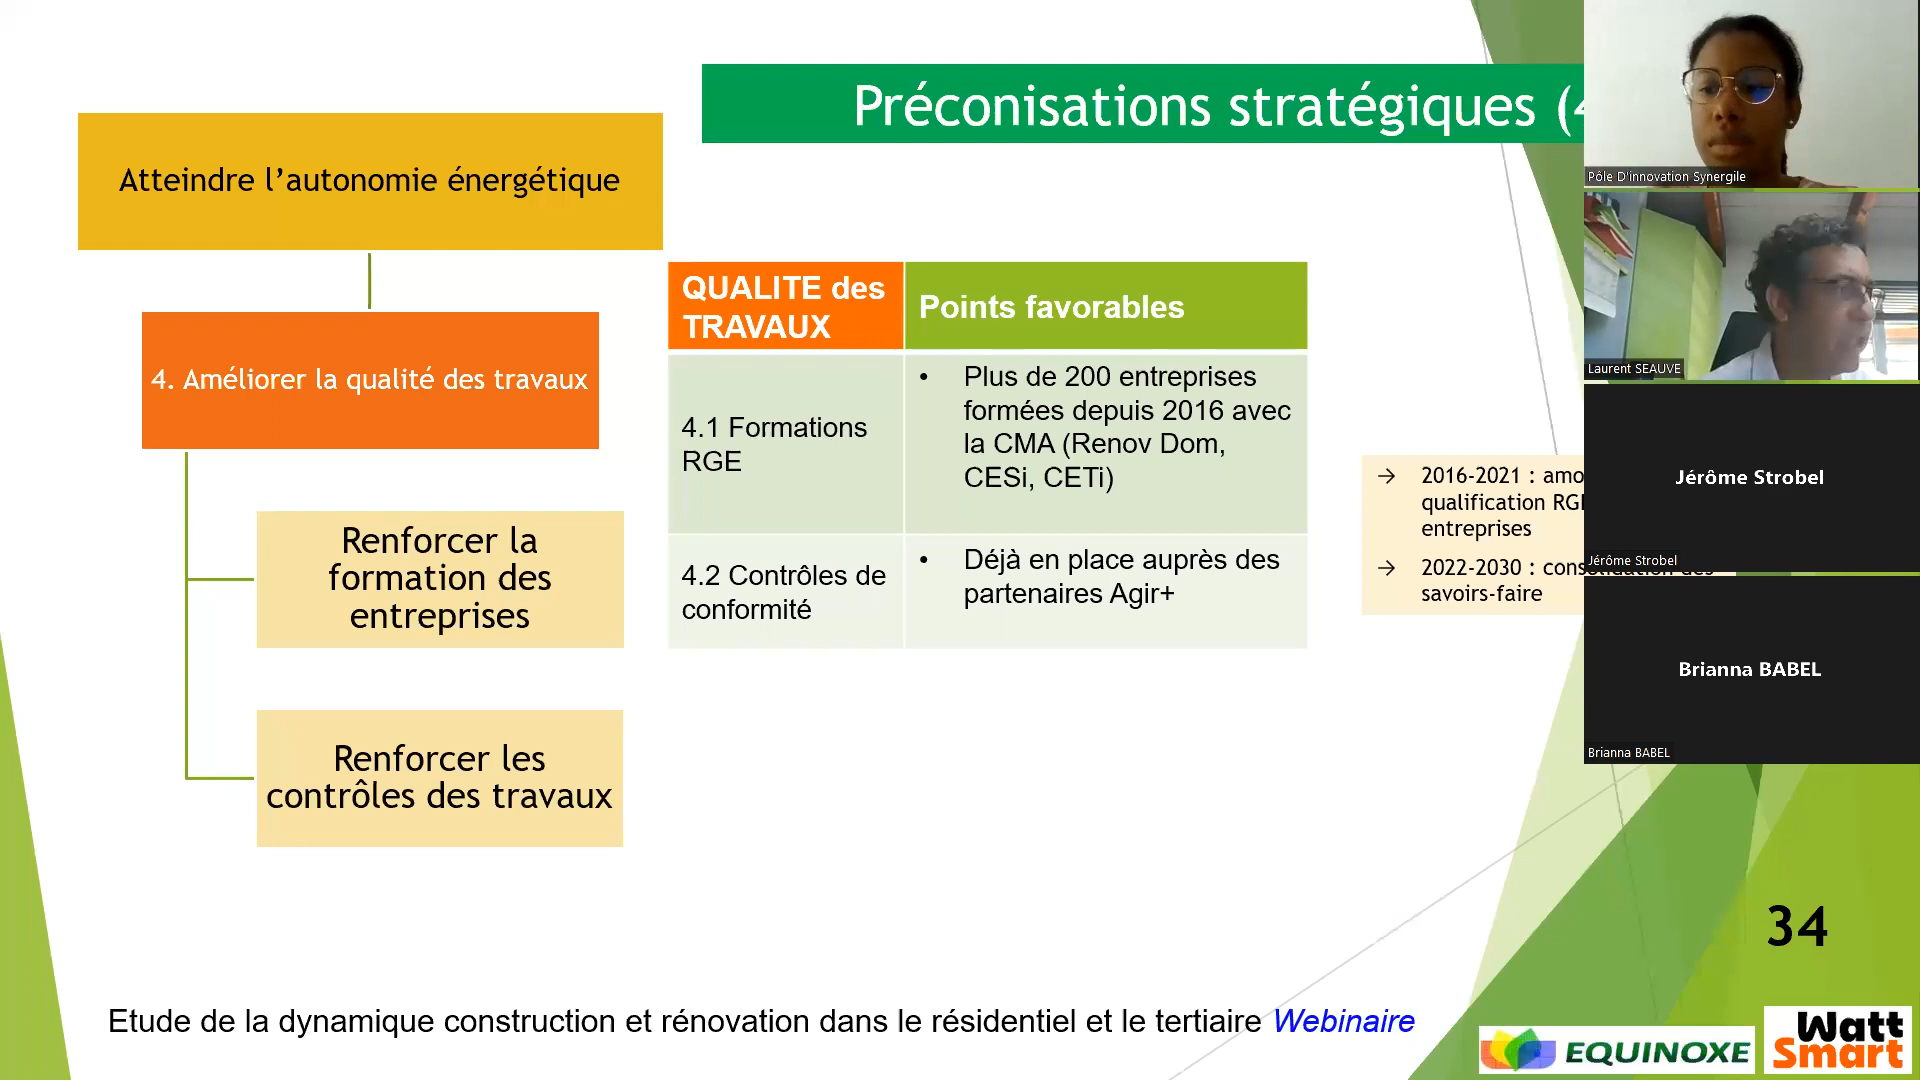 Préconisations stratégiques (4
Atteindre l’autonomie énergétique
4. Améliorer la qualité des travaux
Renforcer la
formation des
entreprises
Renforcer les
contrôles des travaux
QUALITE des
TRAVAUX
Points favorables
4.1 Formations
RGE
• Plus de 200 entreprises
formées depuis 2016 avec
la CMA (Renov Dom,
CESi, CETi)
4.2 Contrôles de
conformité
• Déjà en place auprès des
partenaires Agir+
→ 2016-2021 : amo
qualification RGE
entreprises
→ 2022-2030 : consolidation des
savoirs-faire
Pôle D'innovation Synergile
Laurent SEAUVE
Jérôme Strobel
Jérôme Strobel
Brianna BABEL
Brianna BABEL
34
Etude de la dynamique construction et rénovation dans le résidentiel et le tertiaire Webinaire
EQUINOXE
Watt
Smart